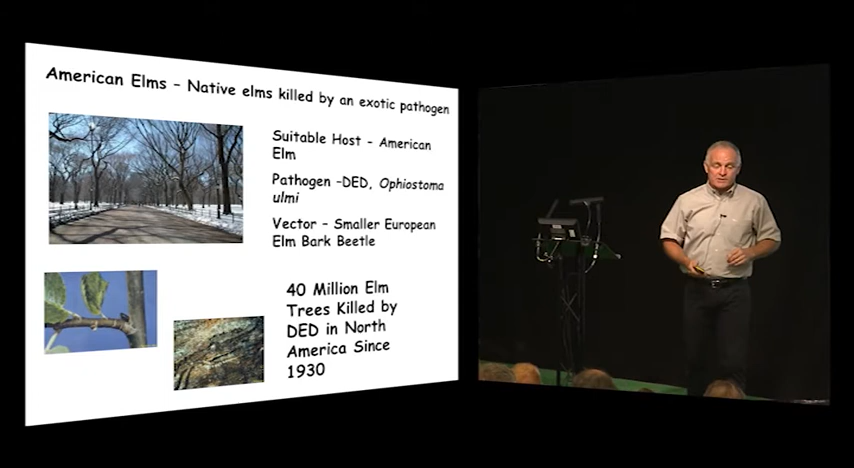 American Elms - Native elms killed by an exotic pathogen
Suitable Host - American
Elm
Pathogen -DED, Ophiostoma
ulmi
Vector - Smaller European
Elm Bark Beetle
40 Million Elm
Trees Killed by
DED in North
America Since
1930